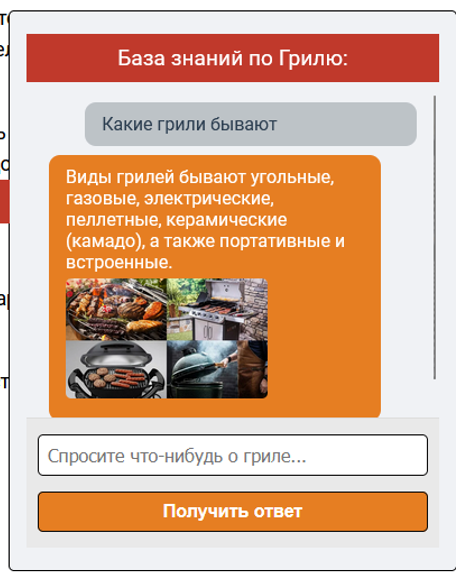 База знаний по Грилю:
Какие грили бывают
Виды грилей бывают угольные,
газовые, электрические,
пеллетные, керамические
(камадо), а также портативные и
встроенные.
Спросите что-нибудь о гриле...
Получить ответ